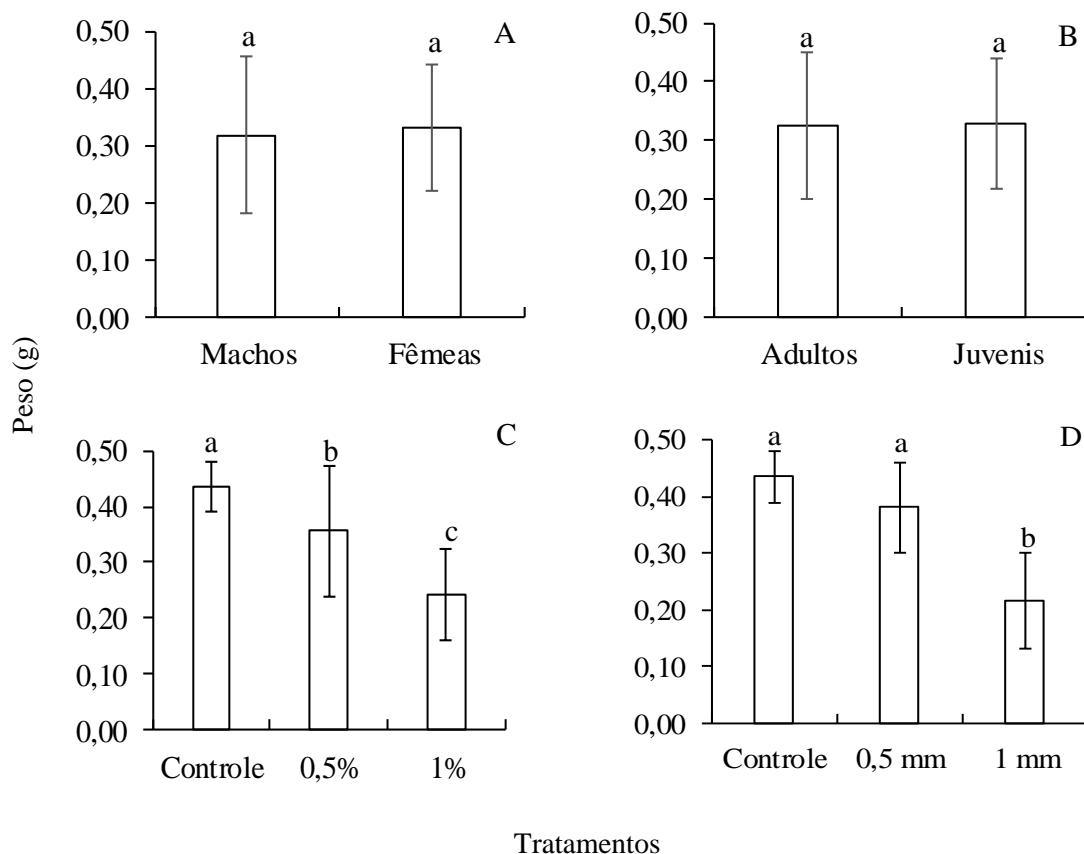 Peso (g)
A
0,50
0,40
0,30
0,20
0,10
0,00
a a
Machos Fêmeas
B
0,50
0,40
0,30
0,20
0,10
0,00
a a
Adultos Juvenis
C
0,50
0,40
0,30
0,20
0,10
0,00
a b c
Controle 0,5% 1%
D
0,50
0,40
0,30
0,20
0,10
0,00
a a b
Controle 0,5 mm 1 mm
Tratamentos